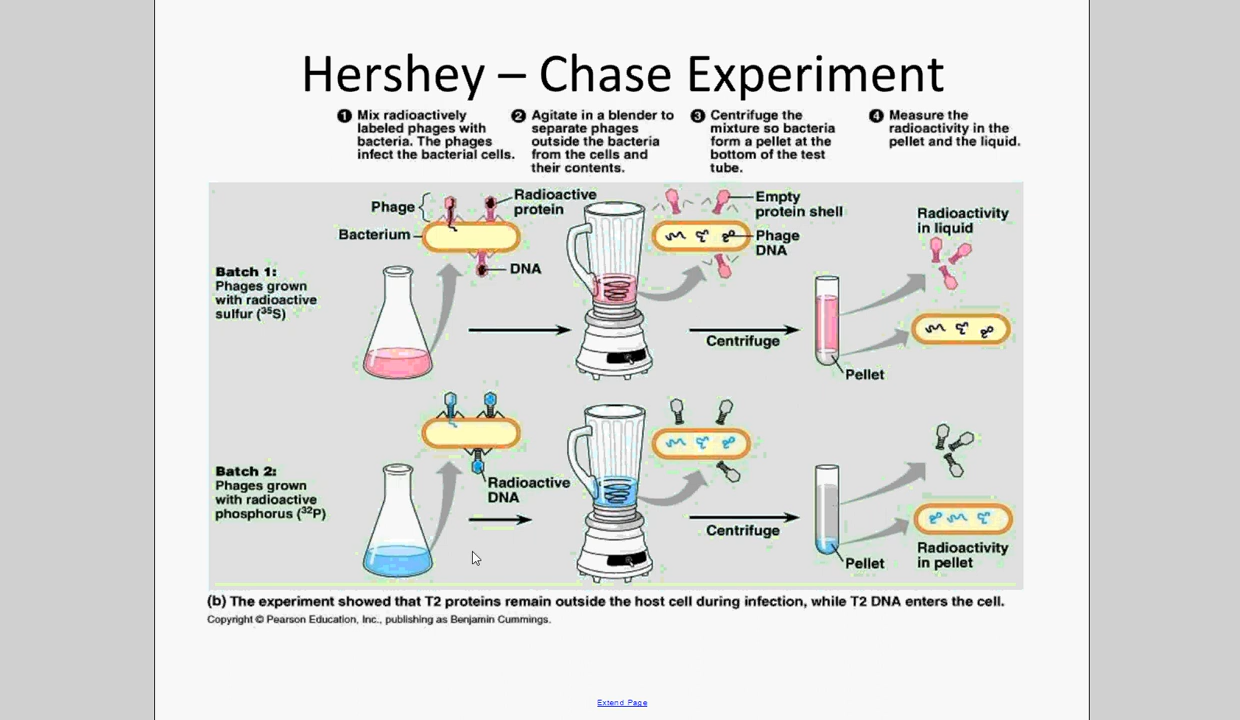 Hershey – Chase Experiment
1 Mix radioactively
labeled phages with
bacteria. The phages
infect the bacterial cells.
2 Agitate in a blender to
separate phages
outside the bacteria
from the cells and
their contents.
3 Centrifuge the
mixture so bacteria
form a pellet at the
bottom of the test
tube.
4 Measure the
radioactivity in the
pellet and the liquid.
Phage
Radioactive
protein
Bacterium
DNA
Batch 1:
Phages grown
with radioactive
sulfur (³⁵S)
Empty
protein shell
Phage
DNA
Centrifuge
Radioactivity
in liquid
Pellet
Batch 2:
Phages grown
with radioactive
phosphorus (³²P)
Radioactive
DNA
Centrifuge
Pellet
Radioactivity
in pellet
(b) The experiment showed that T2 proteins remain outside the host cell during infection, while T2 DNA enters the cell.
Copyright © Pearson Education, Inc., publishing as Benjamin Cummings.
Extend Page